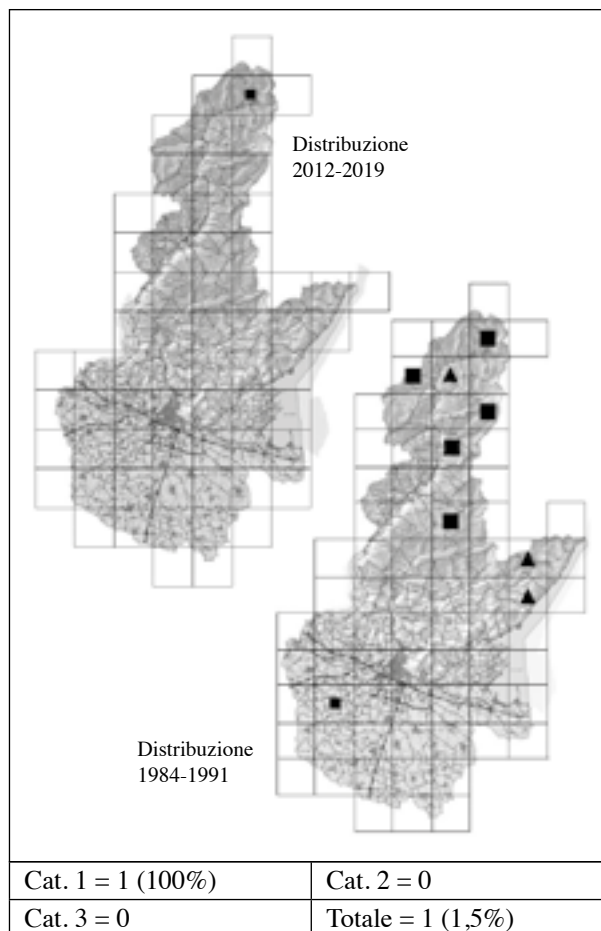 Distribuzione
2012-2019
Distribuzione
1984-1991
Cat. 1 = 1 (100%)
Cat. 2 = 0
Cat. 3 = 0
Totale = 1 (1,5%)